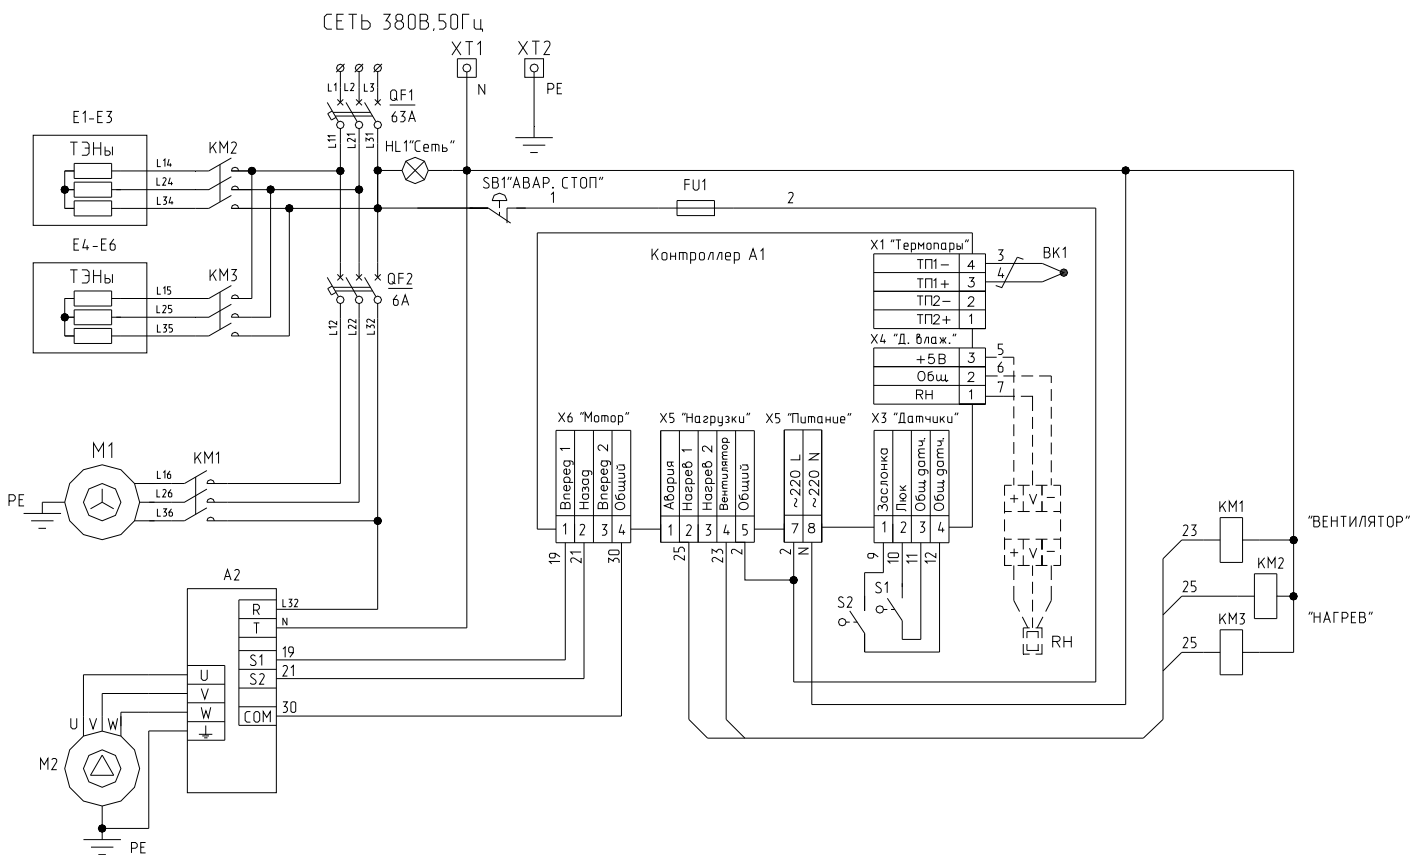 СЕТЬ 380В,50Гц
XT1
XT2
N
PE
L1
L2
L3
QF1
63А
L11
L21
L31
HL1"Сеть"
E1-E3
ТЭНы
L14
L24
L34
KM2
SB1"АВАР. СТОП"
1
FU1
2
E4-E6
ТЭНы
L15
L25
L35
KM3
QF2
6А
L12
L22
L32
Контроллер А1
X1 "Термопары"
ТП1- 4
ТП1+ 3
ТП2- 2
ТП2+ 1
3
4
BK1
X4 "Д. влаж."
+5В 3
Общ 2
RH 1
5
6
7
X6 "Мотор"
Вперед 1
Назад
Вперед 2
Общий
1 2 3 4
19
21
30
X5 "Нагрузки"
Авария
Нагрев 1
Нагрев 2
Вентилятор
Общий
1 2 3 4 5
25
23
2
X5 "Питание"
~220 L
~220 N
7 8
2
N
X3 "Датчики"
Заслонка
Люк
Общ. датч.
Общ. датч.
1 2 3 4
9
10
11
12
S2
S1
+ V -
+ V -
RH
M1
PE
L16
L26
L36
KM1
23
KM1
"ВЕНТИЛЯТОР"
25
KM2
"НАГРЕВ"
25
KM3
A2
R
L32
T
N
S1
19
S2
21
COM
30
U
V
W
U V W
M2
PE